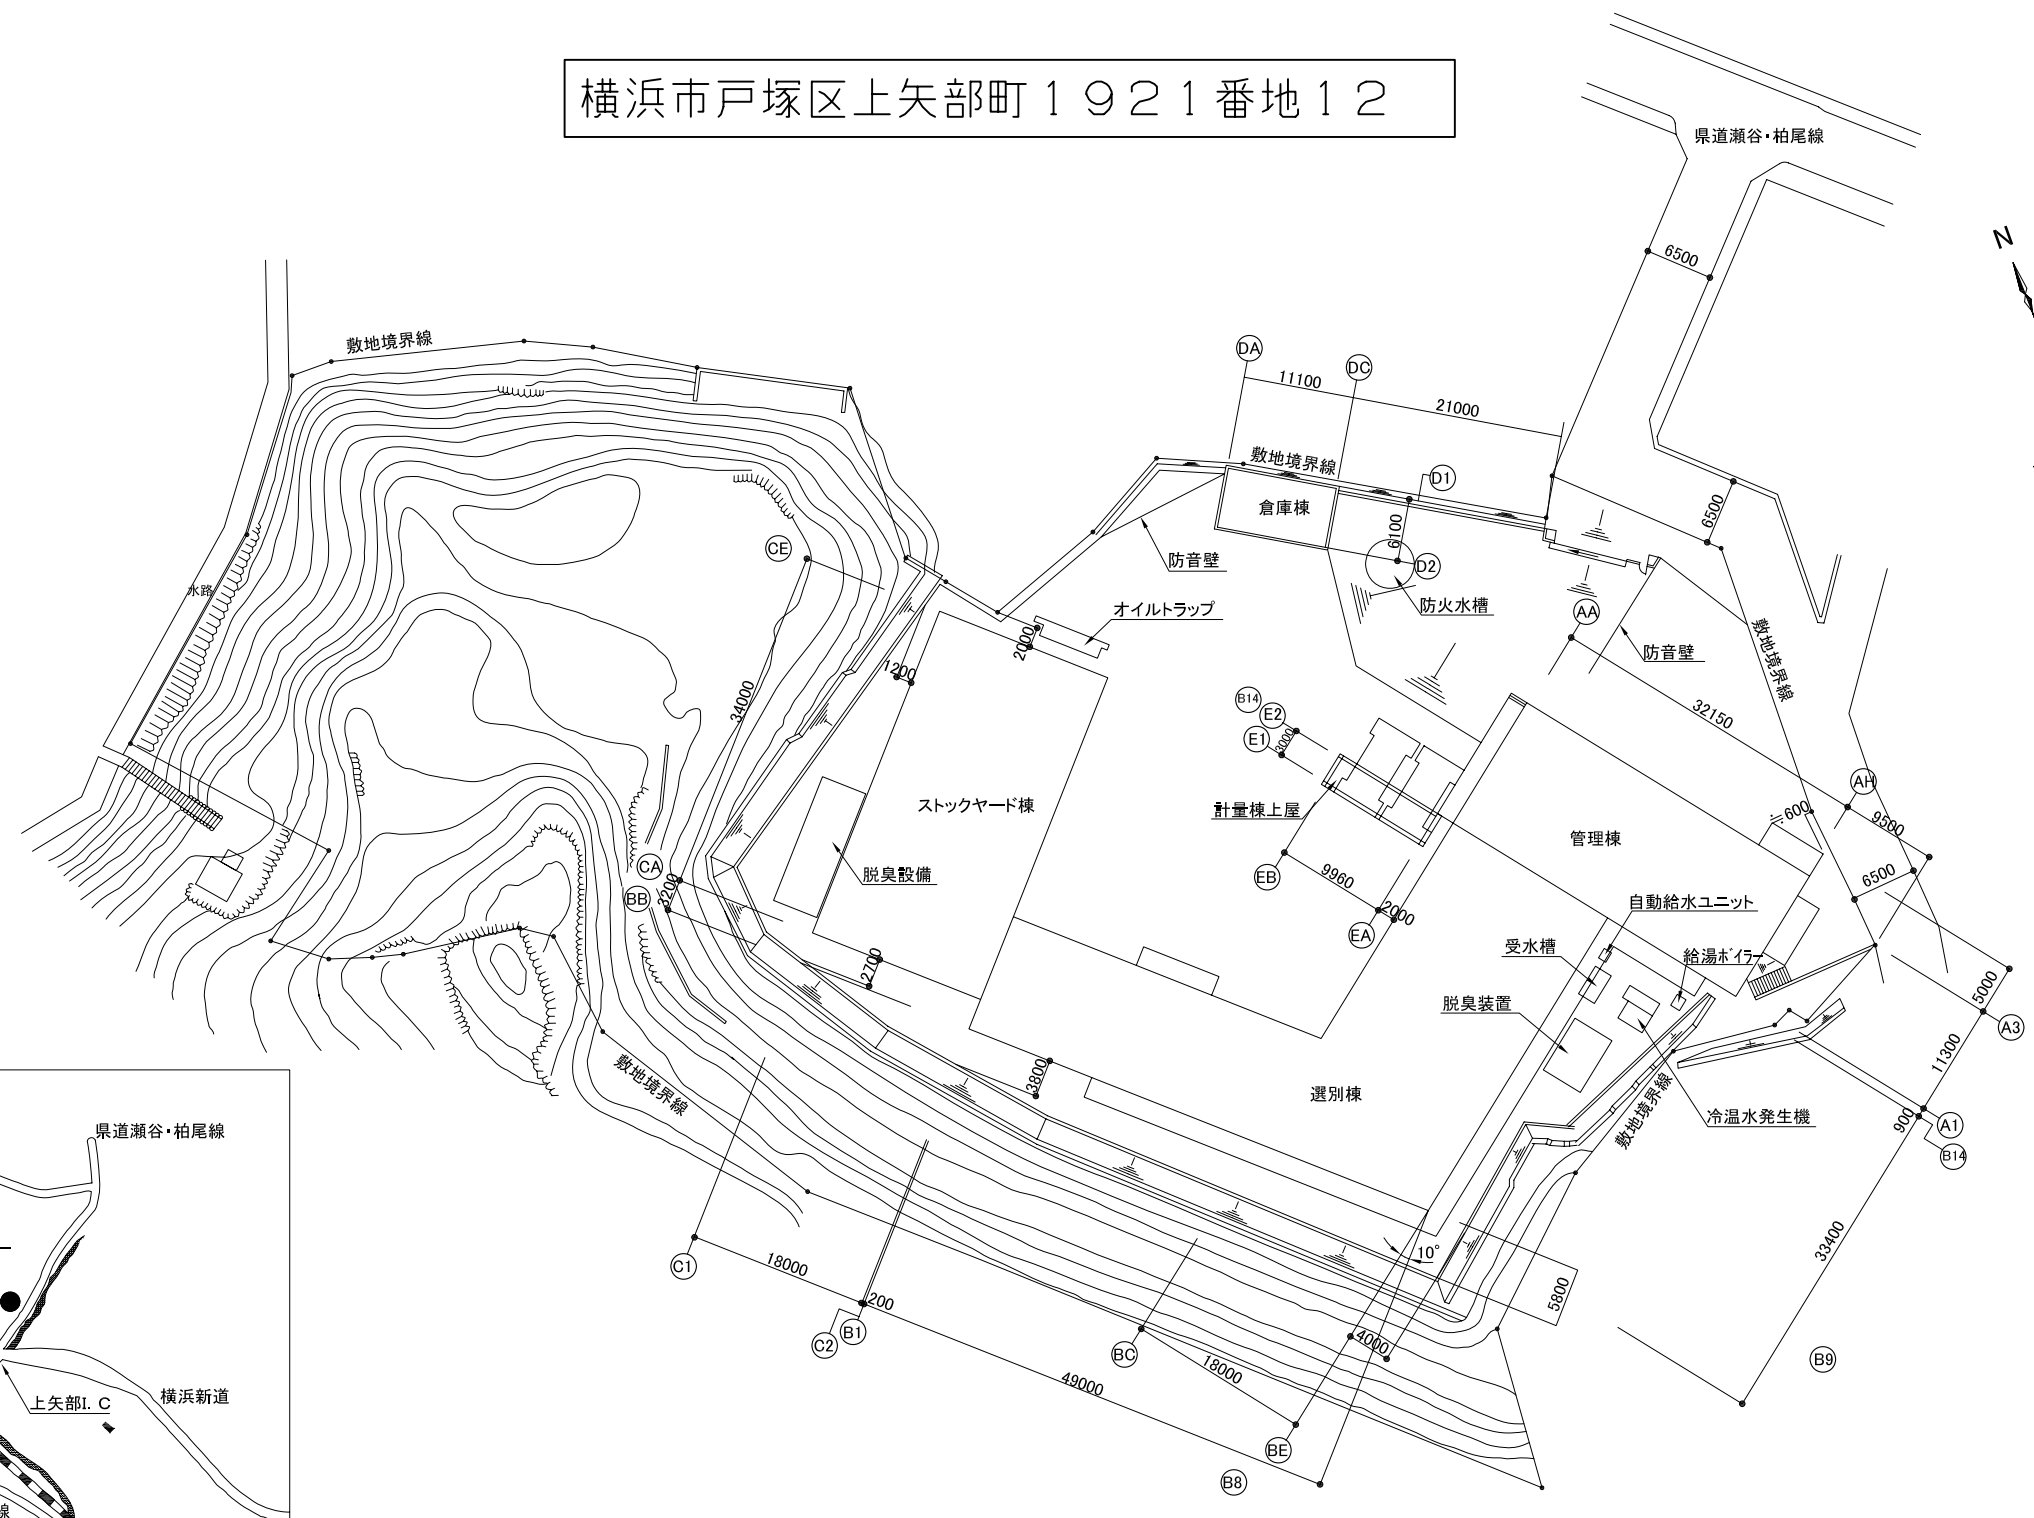 横浜市戸塚区上矢部町１９２１番地１２
県道瀬谷・柏尾線
N
6500
敷地境界線
DA
DC
11100
21000
敷地境界線
D1
倉庫棟
6100
6500
CE
防音壁
D2
防火水槽
水路
オイルトラップ
AA
防音壁
敷地境界線
2000
1200
34000
B14
E2
E1
3000
32150
AH
ストックヤード棟
計量棟上屋
≒600
9500
管理棟
脱臭設備
CA
BB
3200
EB
9960
2000
EA
6500
自動給水ユニット
受水槽
給湯ボイラー
2700
脱臭装置
5000
A3
11300
3800
敷地境界線
選別棟
敷地境界線
冷温水発生機
900
A1
B14
県道瀬谷・柏尾線
C1
18000
200
C2
B1
10°
5800
33400
BC
4000
18000
49000
BE
B8
B9
上矢部I. C
横浜新道
線